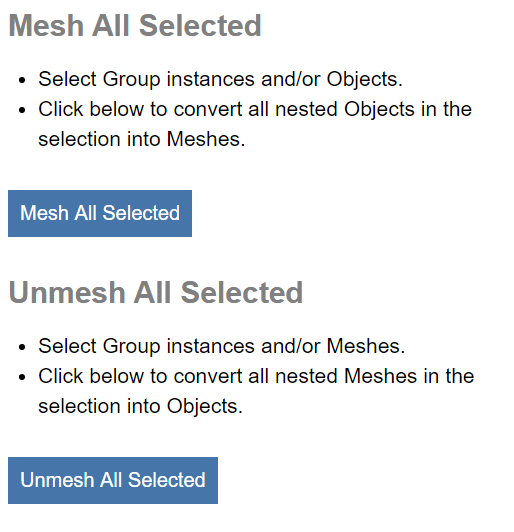 Mesh All Selected
• Select Group instances and/or Objects.
• Click below to convert all nested Objects in the
selection into Meshes.
Mesh All Selected
Unmesh All Selected
• Select Group instances and/or Meshes.
• Click below to convert all nested Meshes in the
selection into Objects.
Unmesh All Selected